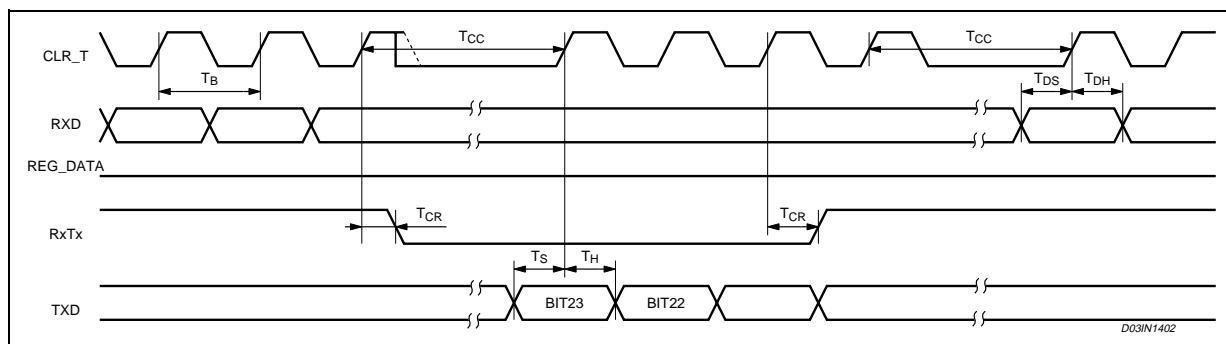 CLR_T
TCC
TCC
TB
TDS
TDH
RXD
REG_DATA
TCR
TCR
RxTx
TS
TH
TXD
BIT23
BIT22
D03IN1402